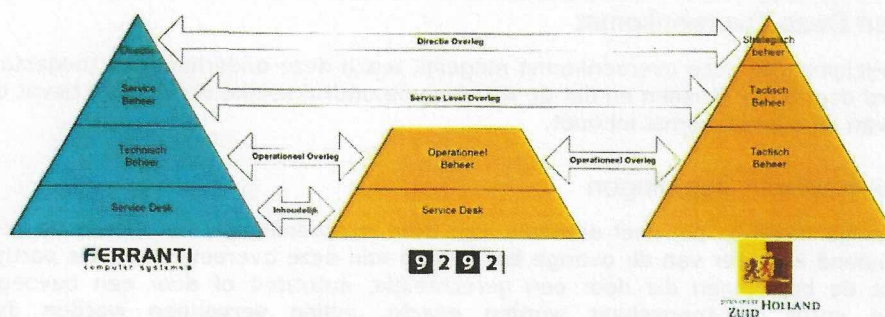 Directie
Directie Overleg
Strategisch
beheer
Service
Beheer
Service Level Overleg
Tactisch
Beheer
Technisch
Beheer
Operationeel Overleg
Operationeel
Beheer
Operationeel Overleg
Tactisch
Beheer
Service Desk
Inhoudelijk
Service Desk
FERRANTI
computer systems
9292
provincie
ZUID HOLLAND